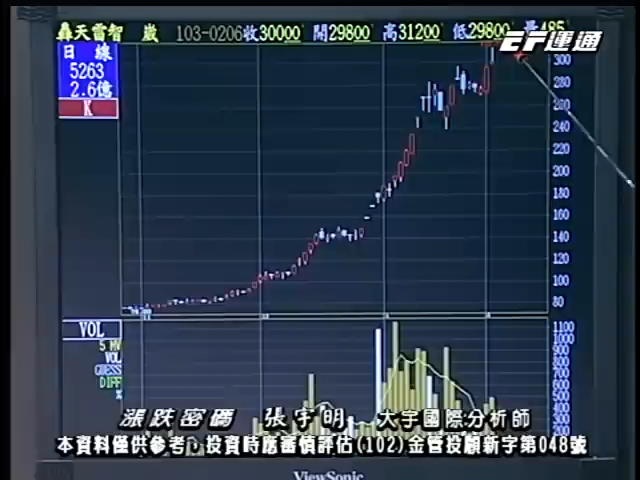 轟天雷智 崴 103-0206收30000 開29800 高31200 低29800 量485
EF運通
日 線
5263
2.6億
K
300
280
260
240
220
200
180
160
140
120
100
80
VOL
5 MV
VOL
GUESS
DIFF
%
1100
1000
900
800
700
600
500
400
300
200
漲跌密碼 張宇明 大宇國際分析師
本資料僅供參考、投資時應審慎評估(102)金管投顧新字第048號
ViewSonic